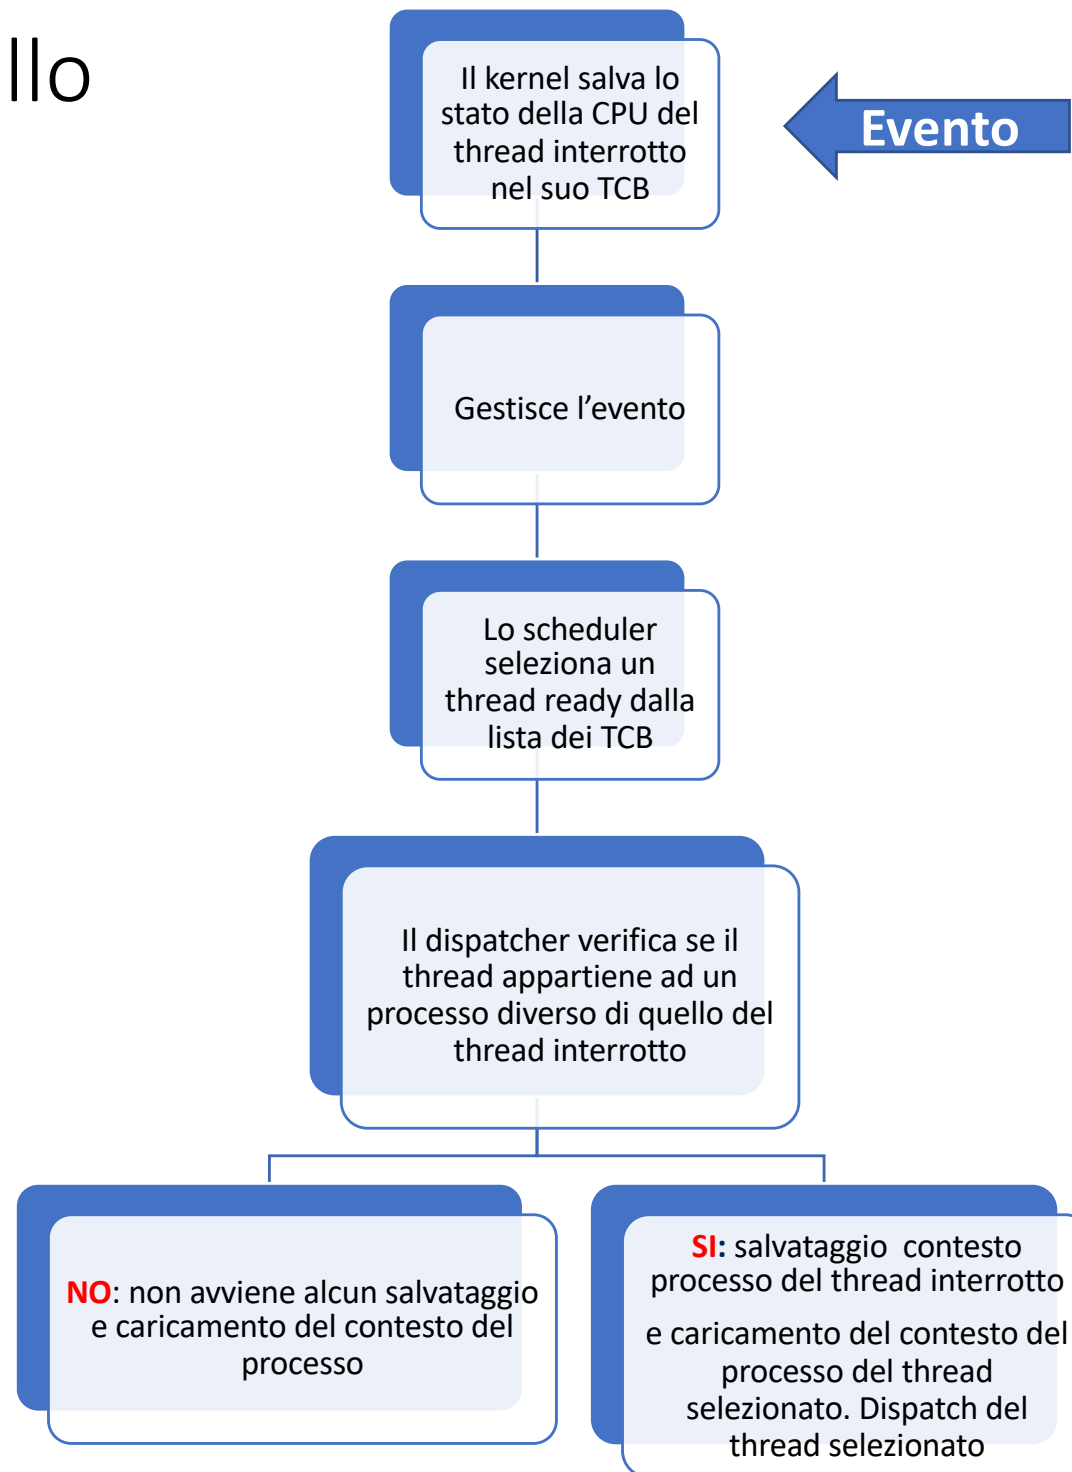 llo
Il kernel salva lo
stato della CPU del
thread interrotto
nel suo TCB
Evento
Gestisce l’evento
Lo scheduler
seleziona un
thread ready dalla
lista dei TCB
Il dispatcher verifica se il
thread appartiene ad un
processo diverso di quello del
thread interrotto
NO: non avviene alcun salvataggio
e caricamento del contesto del
processo
SI: salvataggio  contesto
processo del thread interrotto
e caricamento del contesto del
processo del thread
selezionato. Dispatch del
thread selezionato